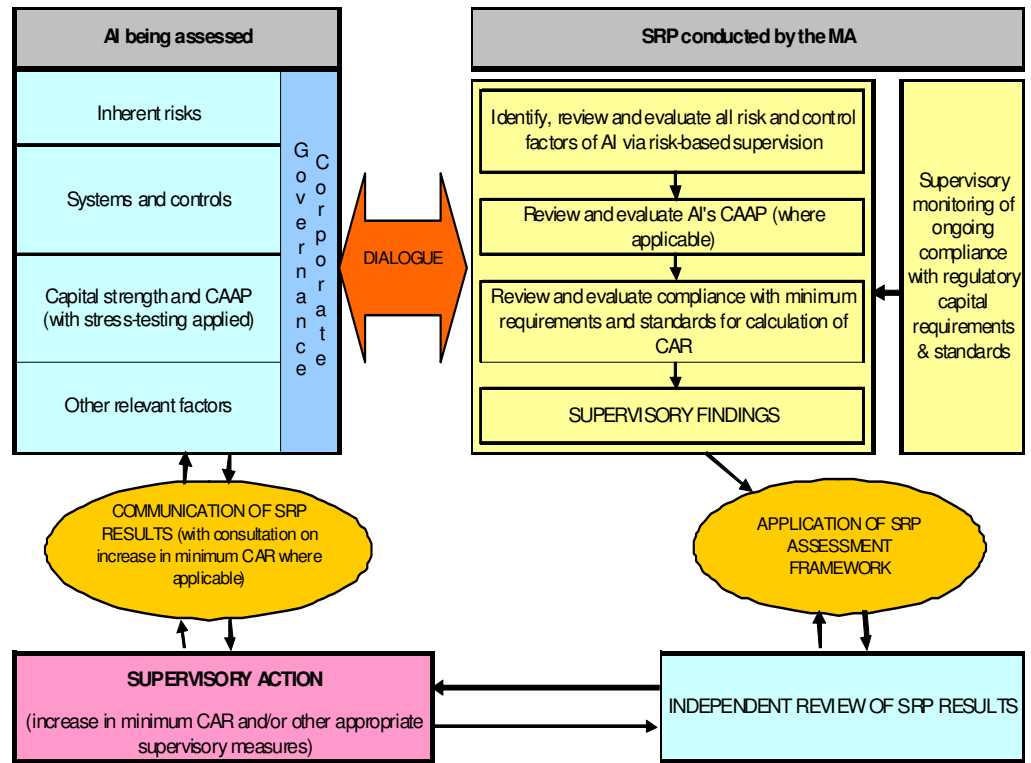 AI being assessed
Inherent risks
Systems and controls
Capital strength and CAAP
(with stress-testing applied)
Other relevant factors
Corporate
Governance
DIALOGUE
SRP conducted by the MA
Identify, review and evaluate all risk and control
factors of AI via risk-based supervision
Review and evaluate AI's CAAP (where
applicable)
Review and evaluate compliance with minimum
requirements and standards for calculation of
CAR
SUPERVISORY FINDINGS
Supervisory
monitoring of
ongoing
compliance
with regulatory
capital
requirements
& standards
COMMUNICATION OF SRP
RESULTS (with consultation on
increase in minimum CAR where
applicable)
APPLICATION OF SRP
ASSESSMENT
FRAMEWORK
SUPERVISORY ACTION
(increase in minimum CAR and/or other appropriate
supervisory measures)
INDEPENDENT REVIEW OF SRP RESULTS